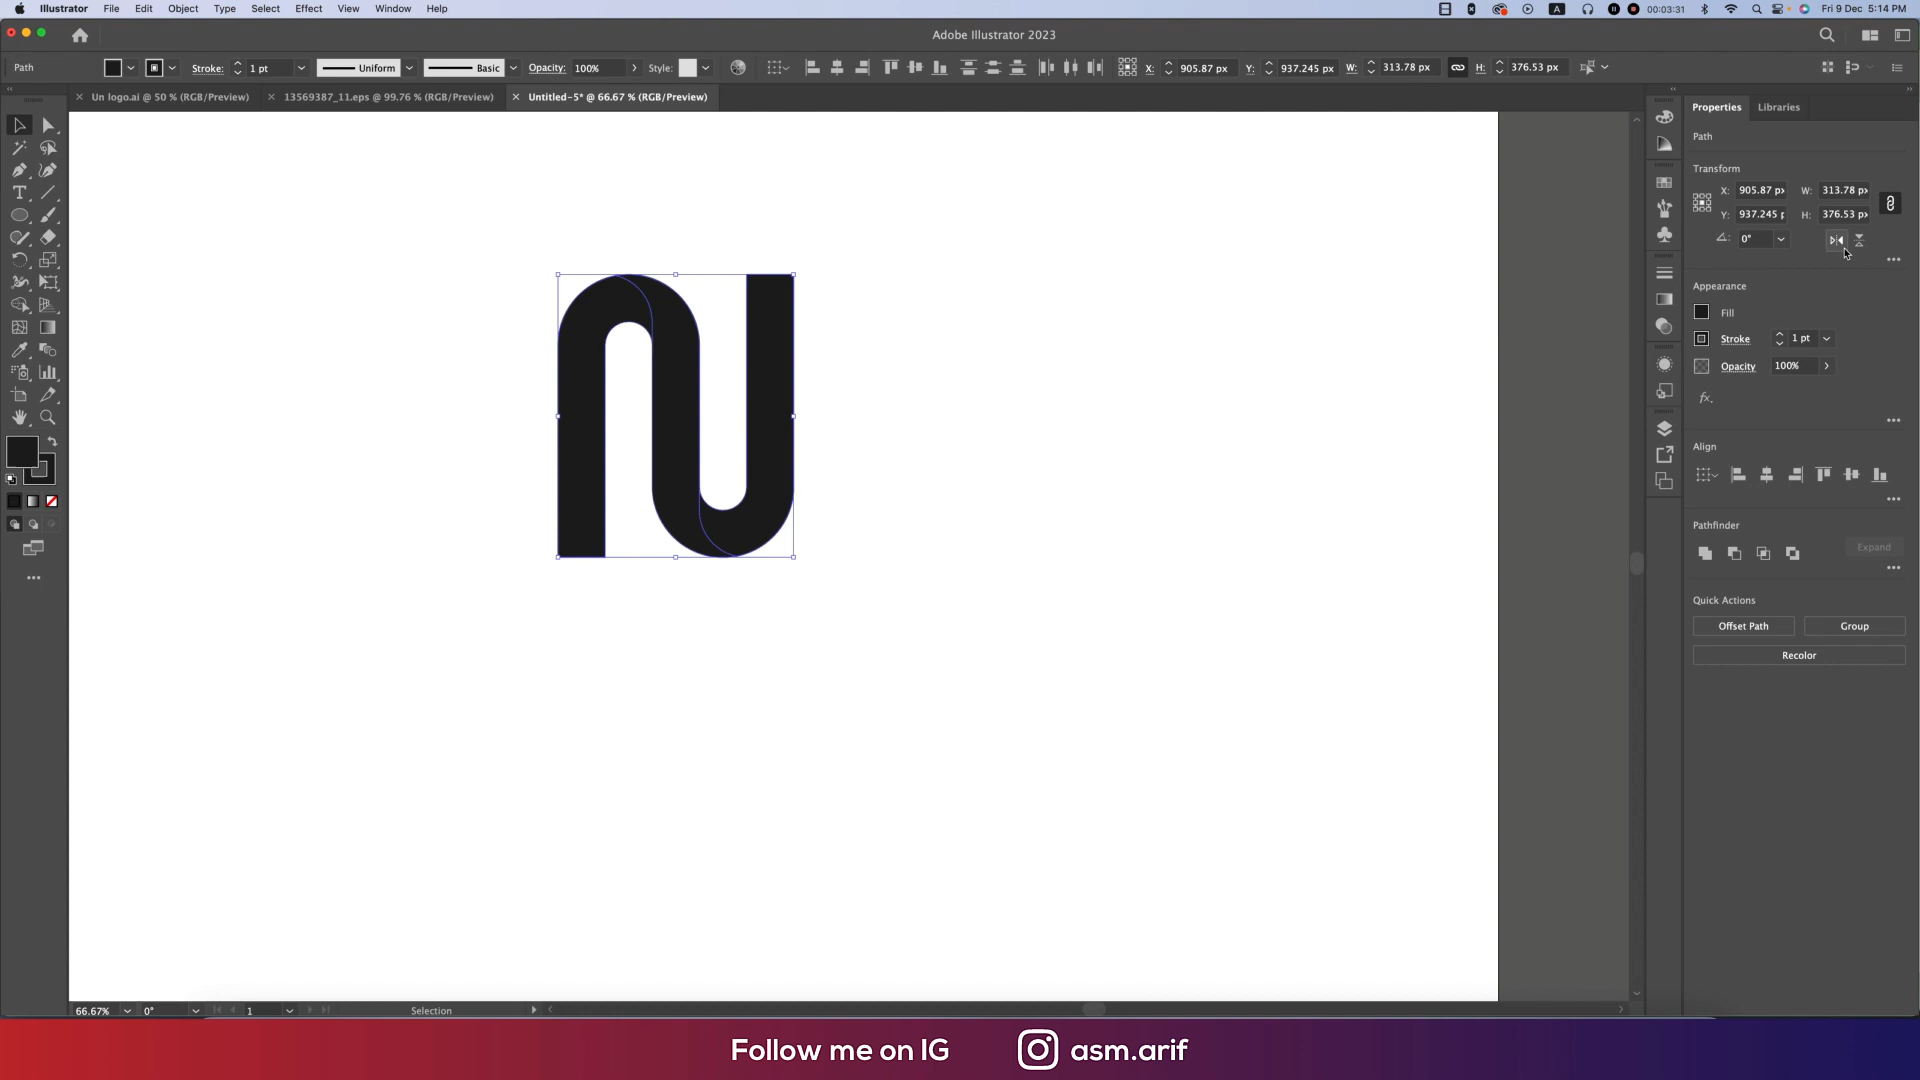 Illustrator File Edit Object Type Select Effect View Window Help
A 00:03:31 Fri 9 Dec 5:14 PM
Adobe Illustrator 2023
Path Stroke: 1 pt Uniform Basic Opacity: 100% Style: X: 905.87 px Y: 937.245 px W: 313.78 px H: 376.53 px
Un logo.ai @ 50 % (RGB/Preview) 13569387_11.eps @ 99.76 % (RGB/Preview) Untitled-5* @ 66.67 % (RGB/Preview)
Properties Libraries
Path
Transform
X: 905.87 px W: 313.78 px
Y: 937.245 p H: 376.53 px
0°
Appearance
Fill
Stroke 1 pt
Opacity 100%
fx.
Align
Pathfinder
Expand
Quick Actions
Offset Path Group
Recolor
66.67% 0° 1 Selection
Follow me on IG asm.arif